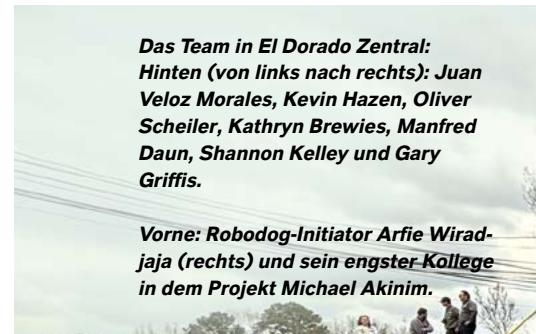 Das Team in El Dorado Zentral:
Hinten (von links nach rechts): Juan
Veloz Morales, Kevin Hazen, Oliver
Scheiler, Kathryn Brewies, Manfred
Daun, Shannon Kelley und Gary
Griffis.
Vorne: Robodog-Initiator Arfie Wirad-
jaja (rechts) und sein engster Kollege
in dem Projekt Michael Akinim.